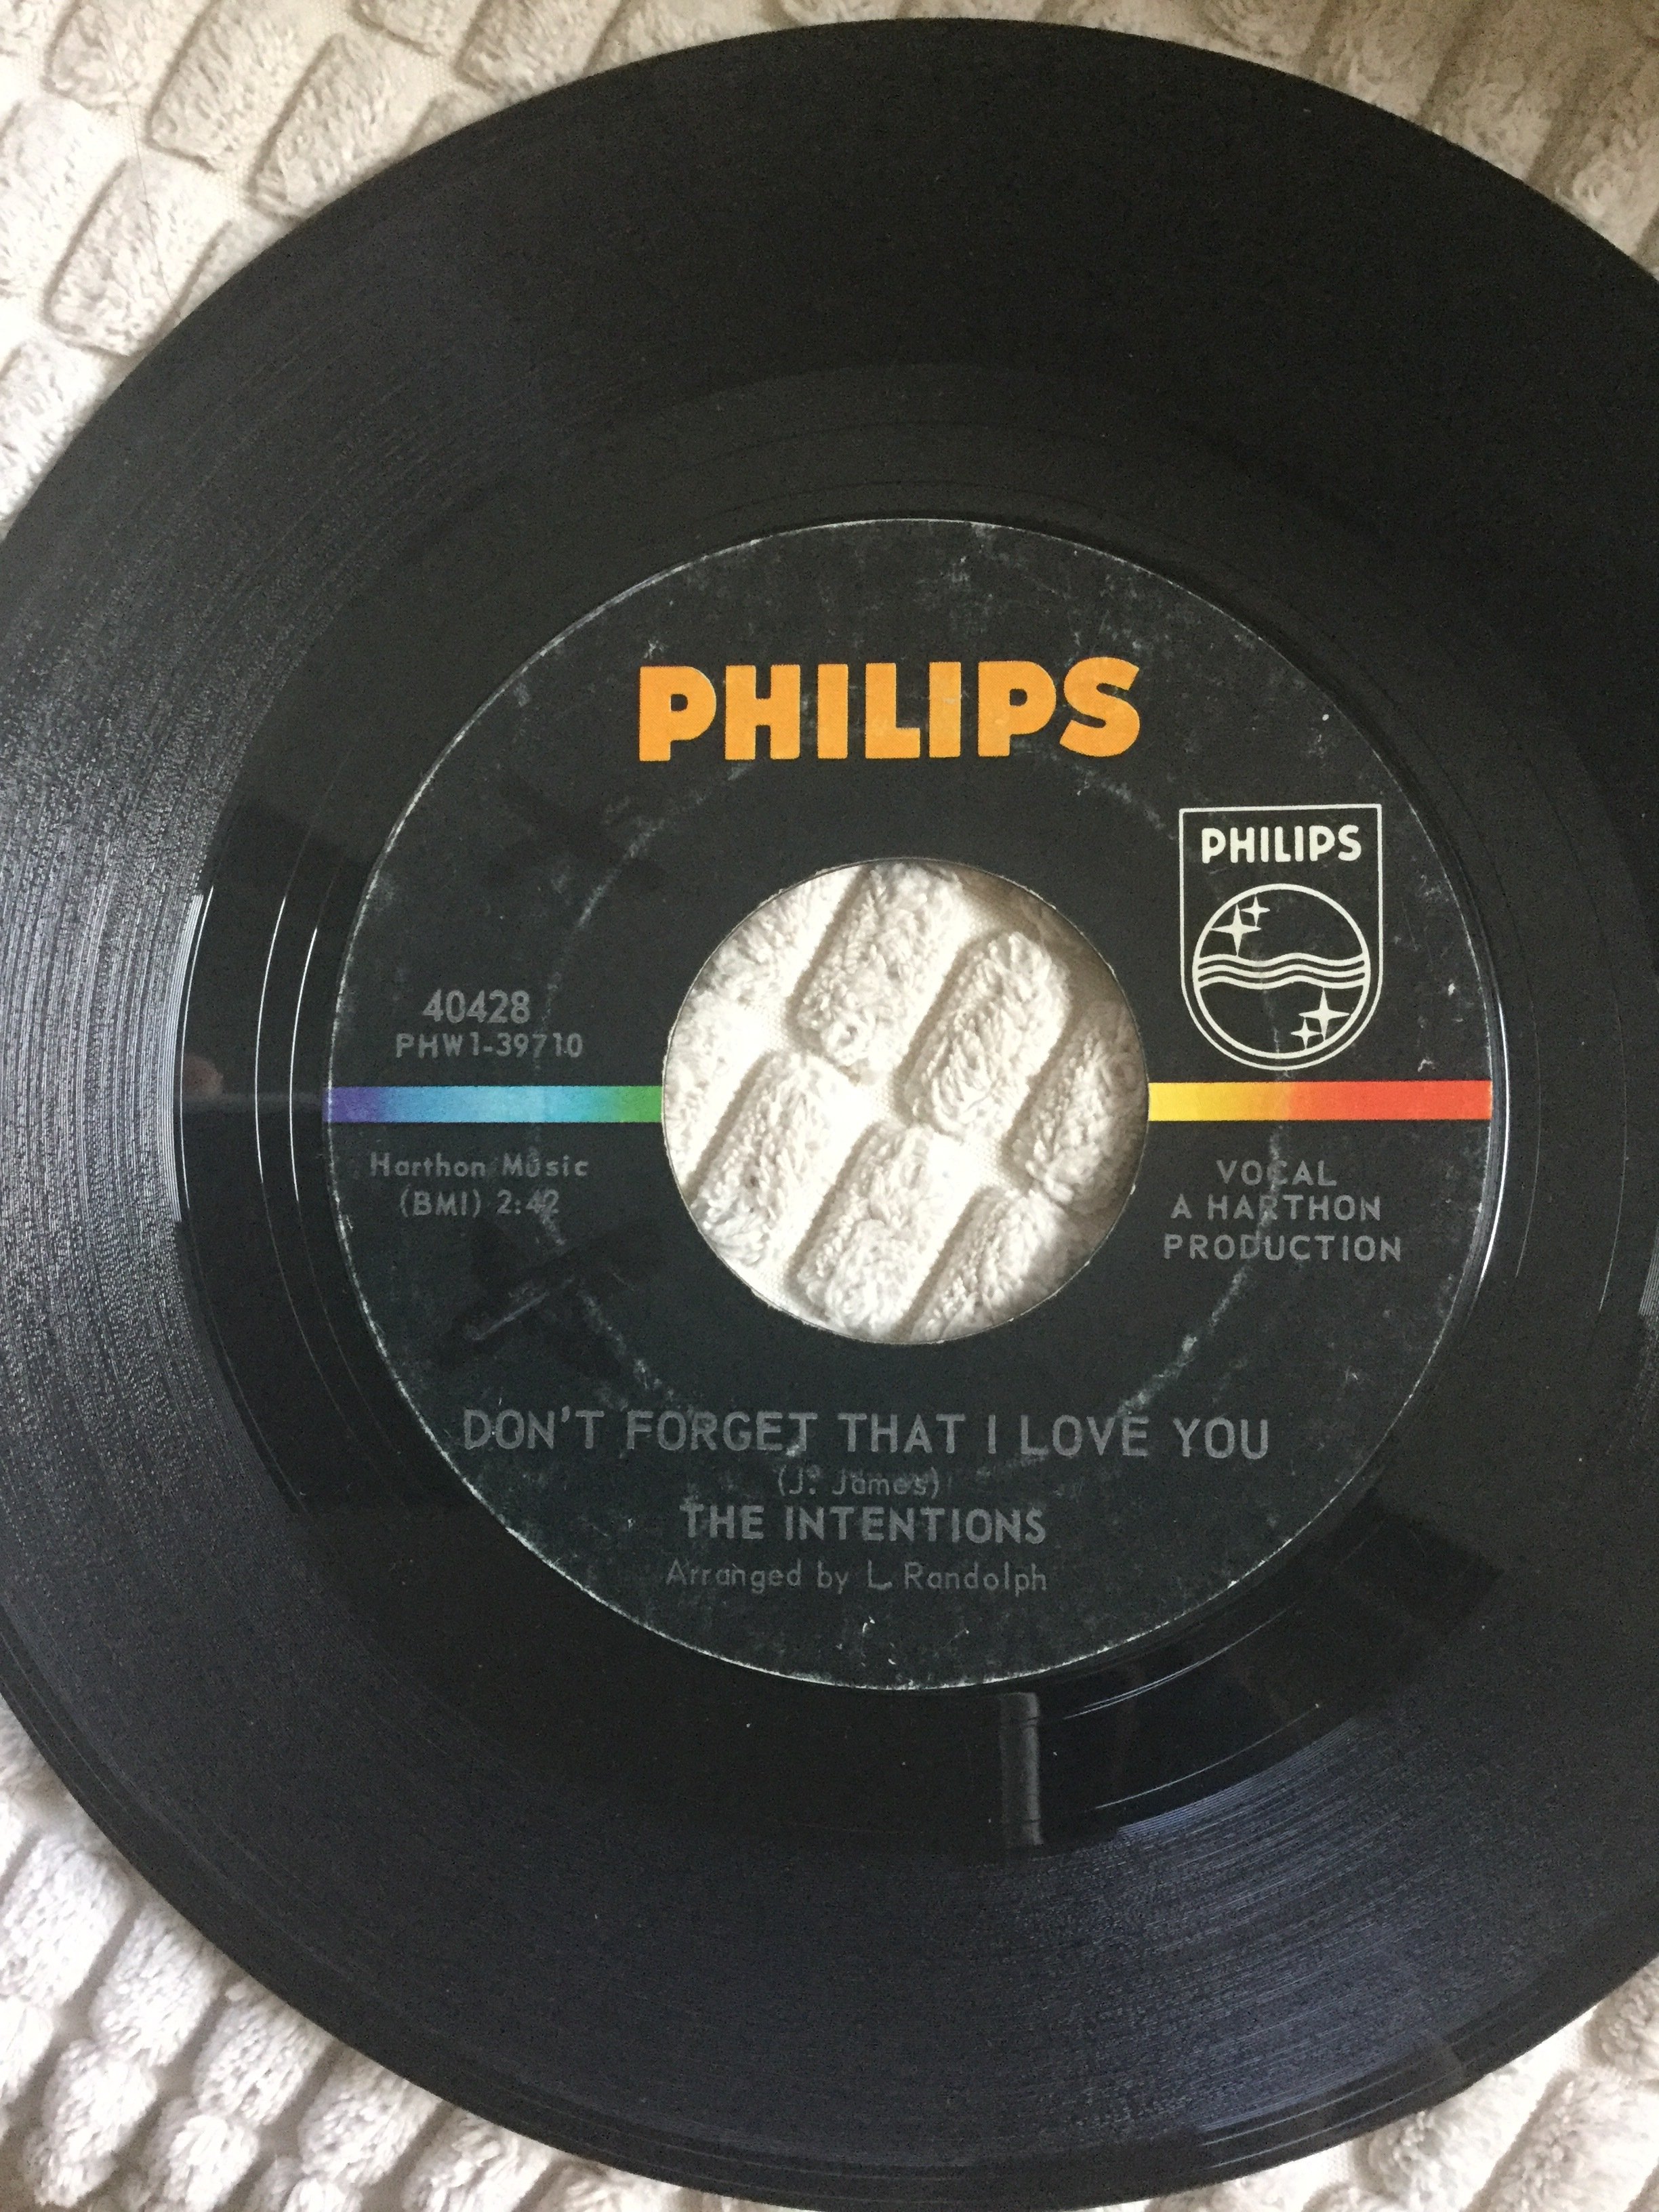 PHILIPS
PHILIPS
40428
PHW1-39710
Harthon Music
(BMI) 2:42
VOCAL
A HARTHON
PRODUCTION
DON'T FORGET THAT I LOVE YOU
(J. James)
THE INTENTIONS
Arranged by L. Randolph